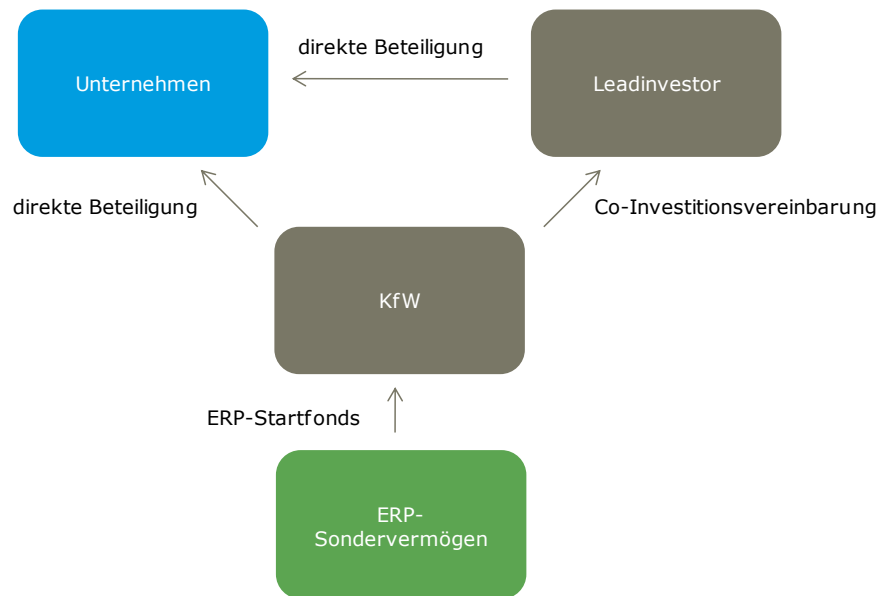 direkte Beteiligung
Unternehmen
Leadinvestor
direkte Beteiligung
Co-Investitionsvereinbarung
KfW
ERP-Startfonds
ERP-
Sondervermögen